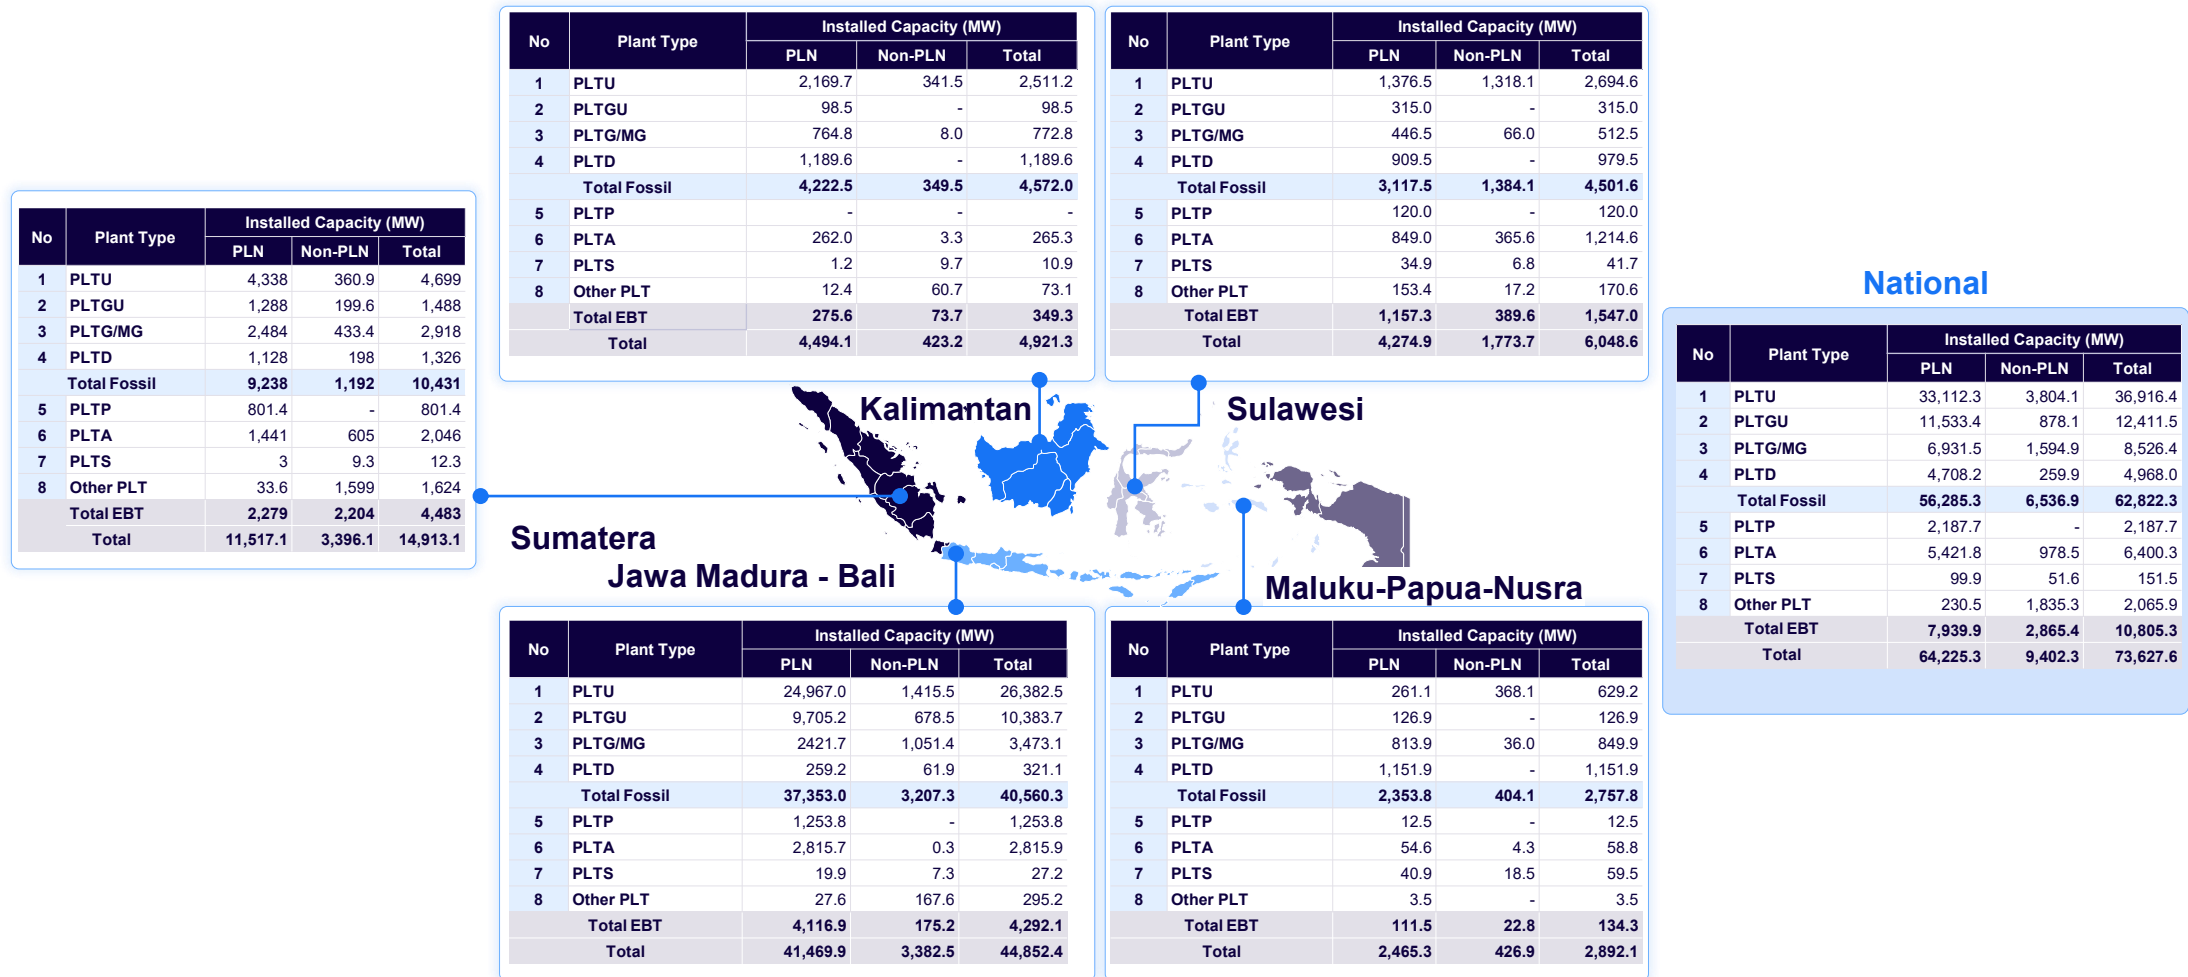 No Plant Type Installed Capacity (MW)
PLN Non-PLN Total
1 PLTU 2,169.7 341.5 2,511.2
2 PLTGU 98.5 - 98.5
3 PLTG/MG 764.8 8.0 772.8
4 PLTD 1,189.6 - 1,189.6
Total Fossil 4,222.5 349.5 4,572.0
5 PLTP - - -
6 PLTA 262.0 3.3 265.3
7 PLTS 1.2 9.7 10.9
8 Other PLT 12.4 60.7 73.1
Total EBT 275.6 73.7 349.3
Total 4,494.1 423.2 4,921.3
No Plant Type Installed Capacity (MW)
PLN Non-PLN Total
1 PLTU 1,376.5 1,318.1 2,694.6
2 PLTGU 315.0 - 315.0
3 PLTG/MG 446.5 66.0 512.5
4 PLTD 909.5 - 979.5
Total Fossil 3,117.5 1,384.1 4,501.6
5 PLTP 120.0 - 120.0
6 PLTA 849.0 365.6 1,214.6
7 PLTS 34.9 6.8 41.7
8 Other PLT 153.4 17.2 170.6
Total EBT 1,157.3 389.6 1,547.0
Total 4,274.9 1,773.7 6,048.6
No Plant Type Installed Capacity (MW)
PLN Non-PLN Total
1 PLTU 4,338 360.9 4,699
2 PLTGU 1,288 199.6 1,488
3 PLTG/MG 2,484 433.4 2,918
4 PLTD 1,128 198 1,326
Total Fossil 9,238 1,192 10,431
5 PLTP 801.4 - 801.4
6 PLTA 1,441 605 2,046
7 PLTS 3 9.3 12.3
8 Other PLT 33.6 1,599 1,624
Total EBT 2,279 2,204 4,483
Total 11,517.1 3,396.1 14,913.1
National
No Plant Type Installed Capacity (MW)
PLN Non-PLN Total
1 PLTU 33,112.3 3,804.1 36,916.4
2 PLTGU 11,533.4 878.1 12,411.5
3 PLTG/MG 6,931.5 1,594.9 8,526.4
4 PLTD 4,708.2 259.9 4,968.0
Total Fossil 56,285.3 6,536.9 62,822.3
5 PLTP 2,187.7 - 2,187.7
6 PLTA 5,421.8 978.5 6,400.3
7 PLTS 99.9 51.6 151.5
8 Other PLT 230.5 1,835.3 2,065.9
Total EBT 7,939.9 2,865.4 10,805.3
Total 64,225.3 9,402.3 73,627.6
Kalimantan
Sulawesi
Sumatera
Jawa Madura - Bali
Maluku-Papua-Nusra
No Plant Type Installed Capacity (MW)
PLN Non-PLN Total
1 PLTU 24,967.0 1,415.5 26,382.5
2 PLTGU 9,705.2 678.5 10,383.7
3 PLTG/MG 2421.7 1,051.4 3,473.1
4 PLTD 259.2 61.9 321.1
Total Fossil 37,353.0 3,207.3 40,560.3
5 PLTP 1,253.8 - 1,253.8
6 PLTA 2,815.7 0.3 2,815.9
7 PLTS 19.9 7.3 27.2
8 Other PLT 27.6 167.6 295.2
Total EBT 4,116.9 175.2 4,292.1
Total 41,469.9 3,382.5 44,852.4
No Plant Type Installed Capacity (MW)
PLN Non-PLN Total
1 PLTU 261.1 368.1 629.2
2 PLTGU 126.9 - 126.9
3 PLTG/MG 813.9 36.0 849.9
4 PLTD 1,151.9 - 1,151.9
Total Fossil 2,353.8 404.1 2,757.8
5 PLTP 12.5 - 12.5
6 PLTA 54.6 4.3 58.8
7 PLTS 40.9 18.5 59.5
8 Other PLT 3.5 - 3.5
Total EBT 111.5 22.8 134.3
Total 2,465.3 426.9 2,892.1